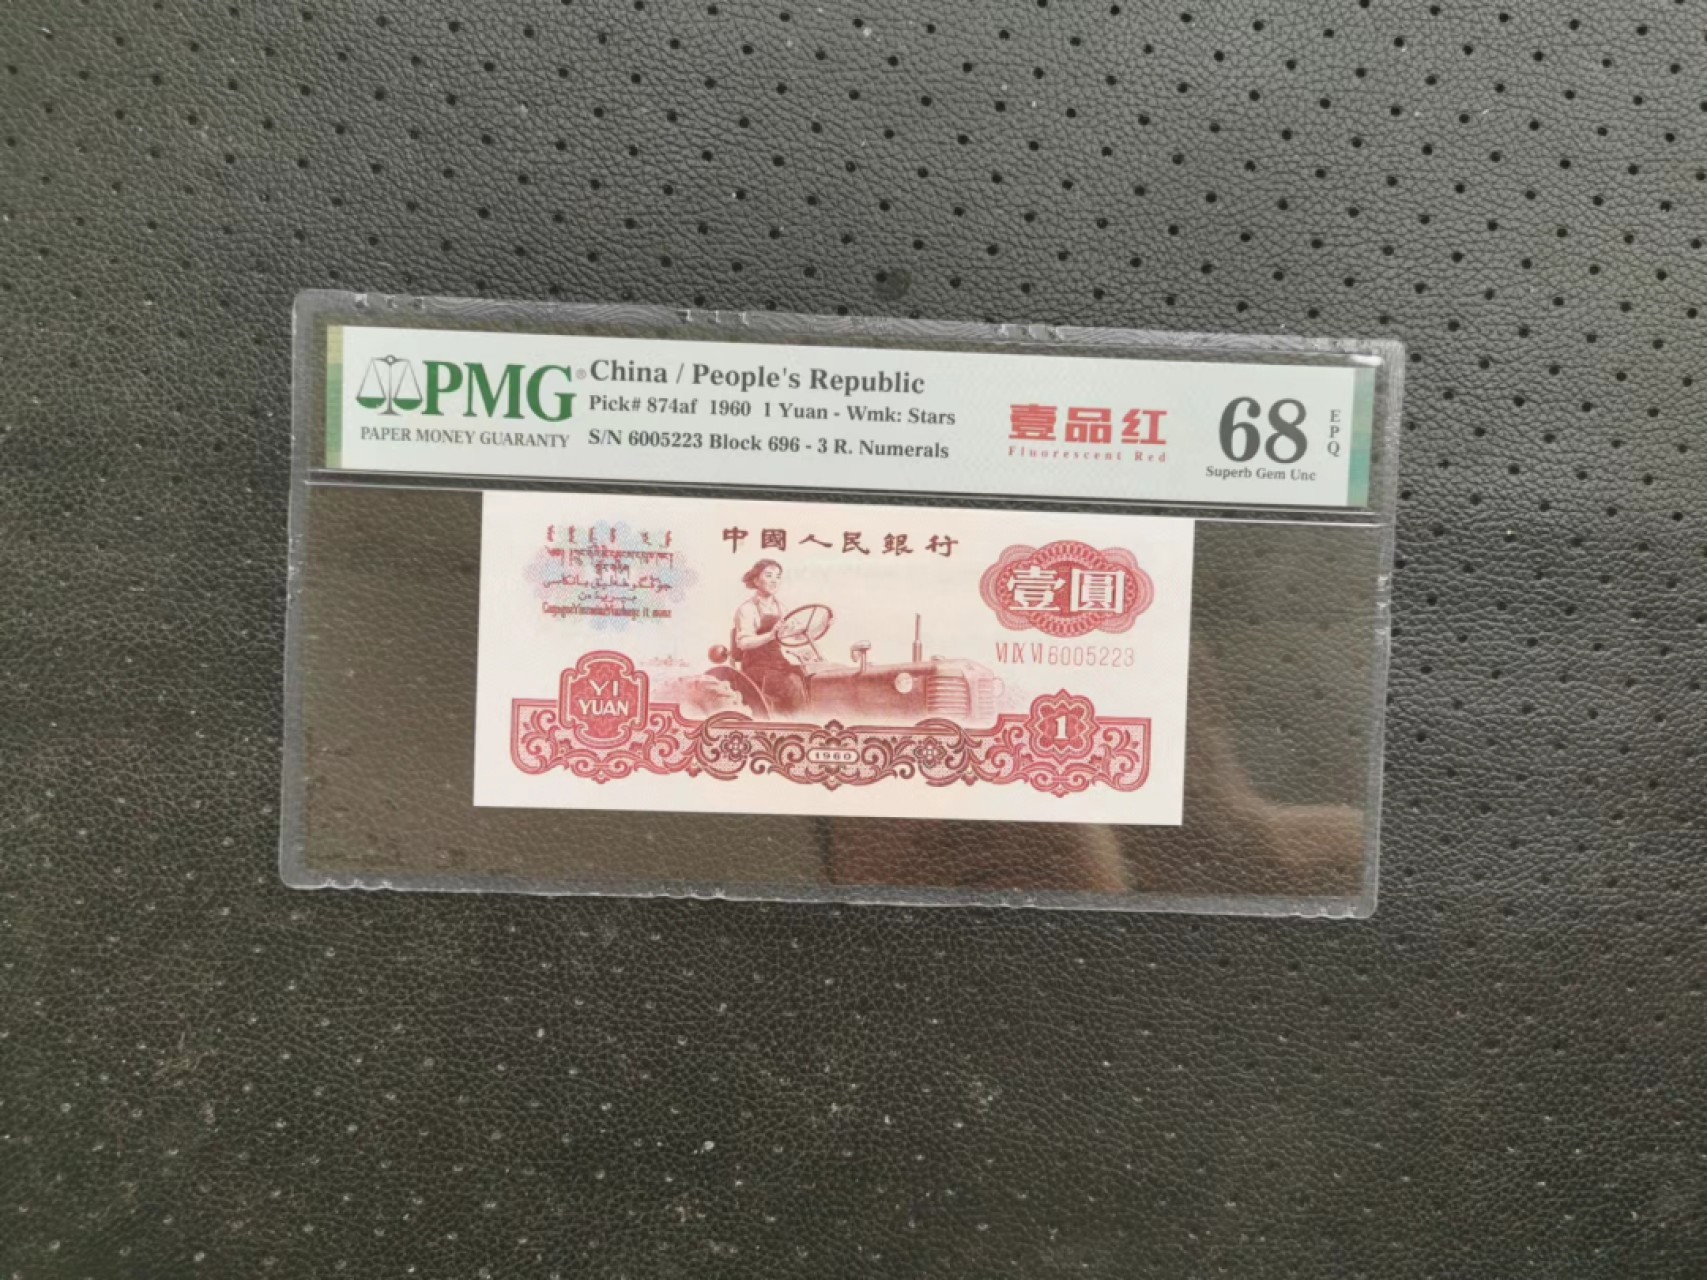 PMG®
PAPER MONEY GUARANTY
China / People's Republic
Pick# 874af 1960 1 Yuan - Wmk: Stars
S/N 6005223 Block 696 - 3 R. Numerals
壹品红
Fluorescent Red
68
EPQ
Superb Gem Unc
中國人民銀行
壹圓
VI IX VI 6005223
YI
YUAN
1
1960